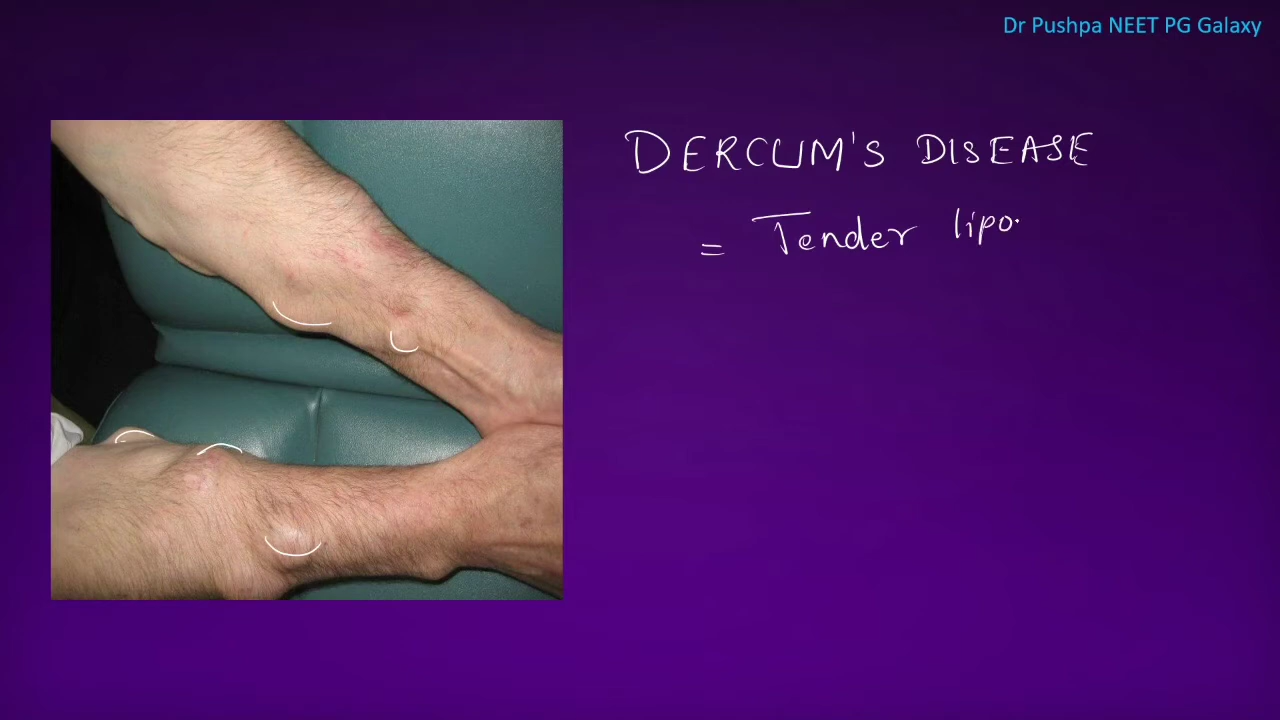 Dr Pushpa NEET PG Galaxy
DERCUM'S DISEASE
= Tender lipo